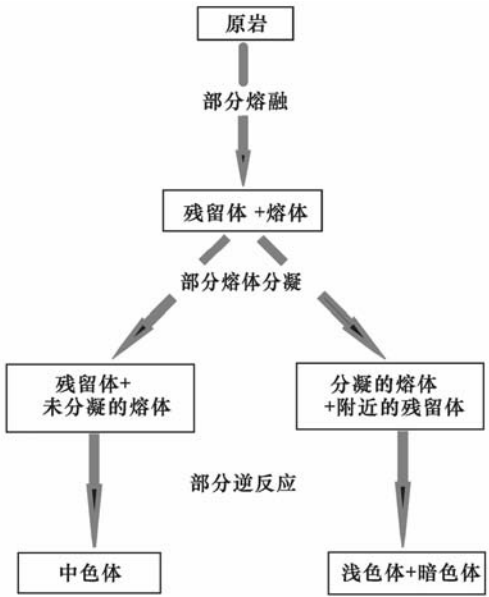 原岩
部分熔融
残留体 +熔体
部分熔体分凝
残留体+
未分凝的熔体
分凝的熔体
+附近的残留体
部分逆反应
中色体
浅色体+暗色体